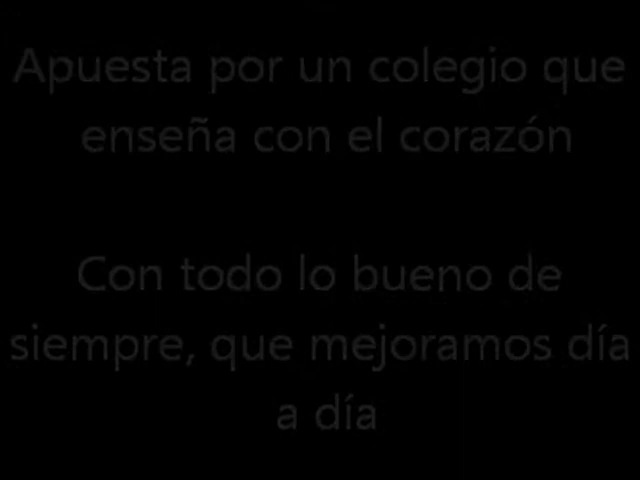 Apuesta por un colegio que
enseña con el corazón
Con todo lo bueno de
siempre, que mejoramos día
a día